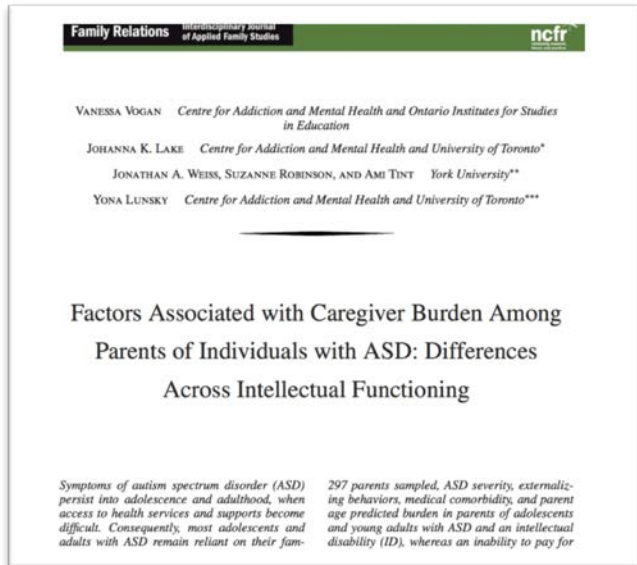 Family Relations
Interdisciplinary Journal
of Applied Family Studies
ncfr
VANESSA VOGAN Centre for Addiction and Mental Health and Ontario Institutes for Studies
in Education
JOHANNA K. LAKE Centre for Addiction and Mental Health and University of Toronto*
JONATHAN A. WEISS, SUZANNE ROBINSON, AND AMI TINT York University**
YONA LUNSKY Centre for Addiction and Mental Health and University of Toronto***
Factors Associated with Caregiver Burden Among
Parents of Individuals with ASD: Differences
Across Intellectual Functioning
Symptoms of autism spectrum disorder (ASD)
persist into adolescence and adulthood, when
access to health services and supports become
difficult. Consequently, most adolescents and
adults with ASD remain reliant on their fam-
297 parents sampled, ASD severity, externaliz-
ing behaviors, medical comorbidity, and parent
age predicted burden in parents of adolescents
and young adults with ASD and an intellectual
disability (ID), whereas an inability to pay for